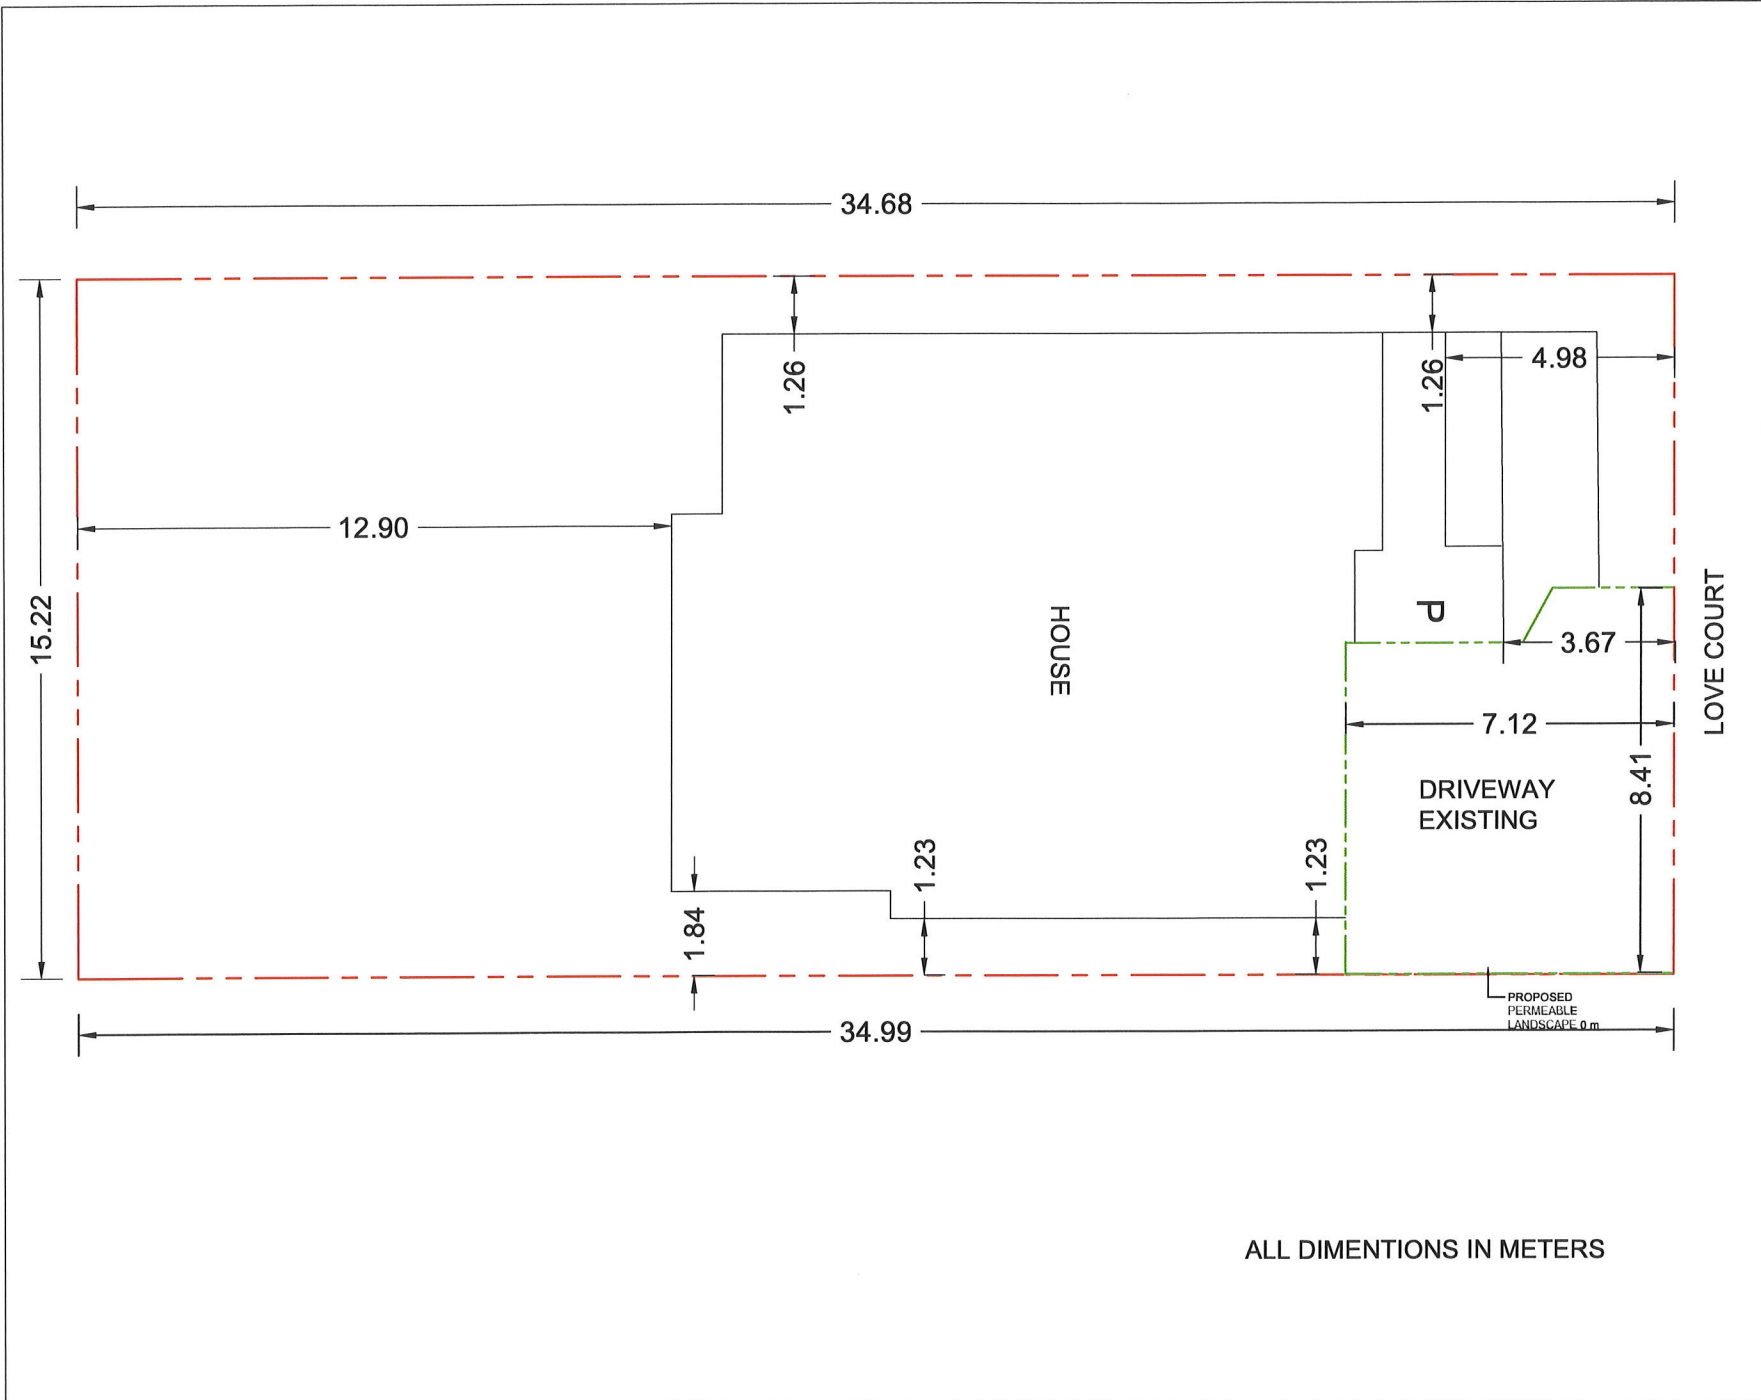 34.68
1.26
1.26
4.98
12.90
15.22
HOUSE
P
3.67
LOVE COURT
7.12
8.41
DRIVEWAY
EXISTING
1.23
1.23
1.84
PROPOSED
PERMEABLE
LANDSCAPE 0 m
34.99
ALL DIMENTIONS IN METERS